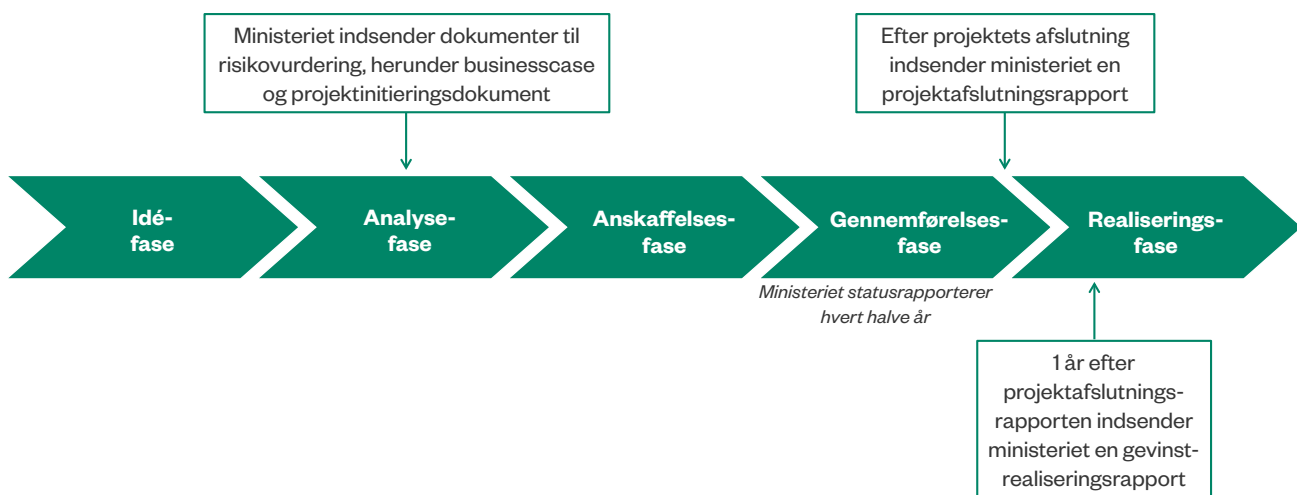 Ministeriet indsender dokumenter til
risikovurdering, herunder businesscase
og projektinitieringsdokument
Efter projektets afslutning
indsender ministeriet en
projektafslutningsrapport
Idé-
fase
Analyse-
fase
Anskaffelses-
fase
Gennemførelses-
fase
Realiserings-
fase
Ministeriet statusrapporterer
hvert halve år
1 år efter
projektafslutnings-
rapporten indsender
ministeriet en gevinst-
realiseringsrapport